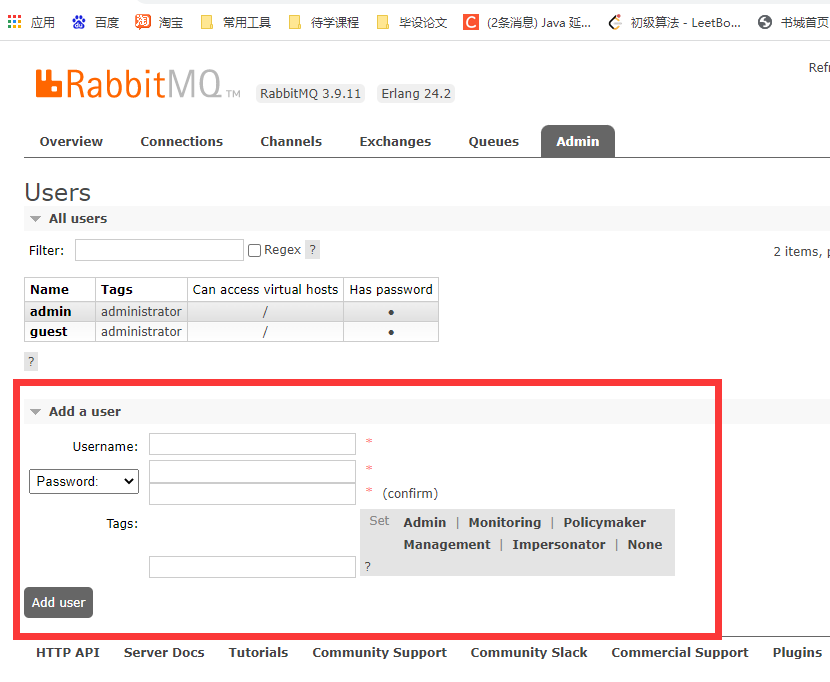 应用 百度 淘宝 常用工具 待学课程 毕设论文 (2条消息) Java 延... 初级算法 - LeetBo... 书域首页
Refr
RabbitMQ TM RabbitMQ 3.9.11 Erlang 24.2
Overview Connections Channels Exchanges Queues Admin
Users
All users
Filter: Regex ?
2 items, p
Name Tags Can access virtual hosts Has password
admin administrator / ●
guest administrator / ●
?
Add a user
Username: *
Password: *
* (confirm)
Tags: Set Admin | Monitoring | Policymaker
Management | Impersonator | None
?
Add user
HTTP API Server Docs Tutorials Community Support Community Slack Commercial Support Plugins